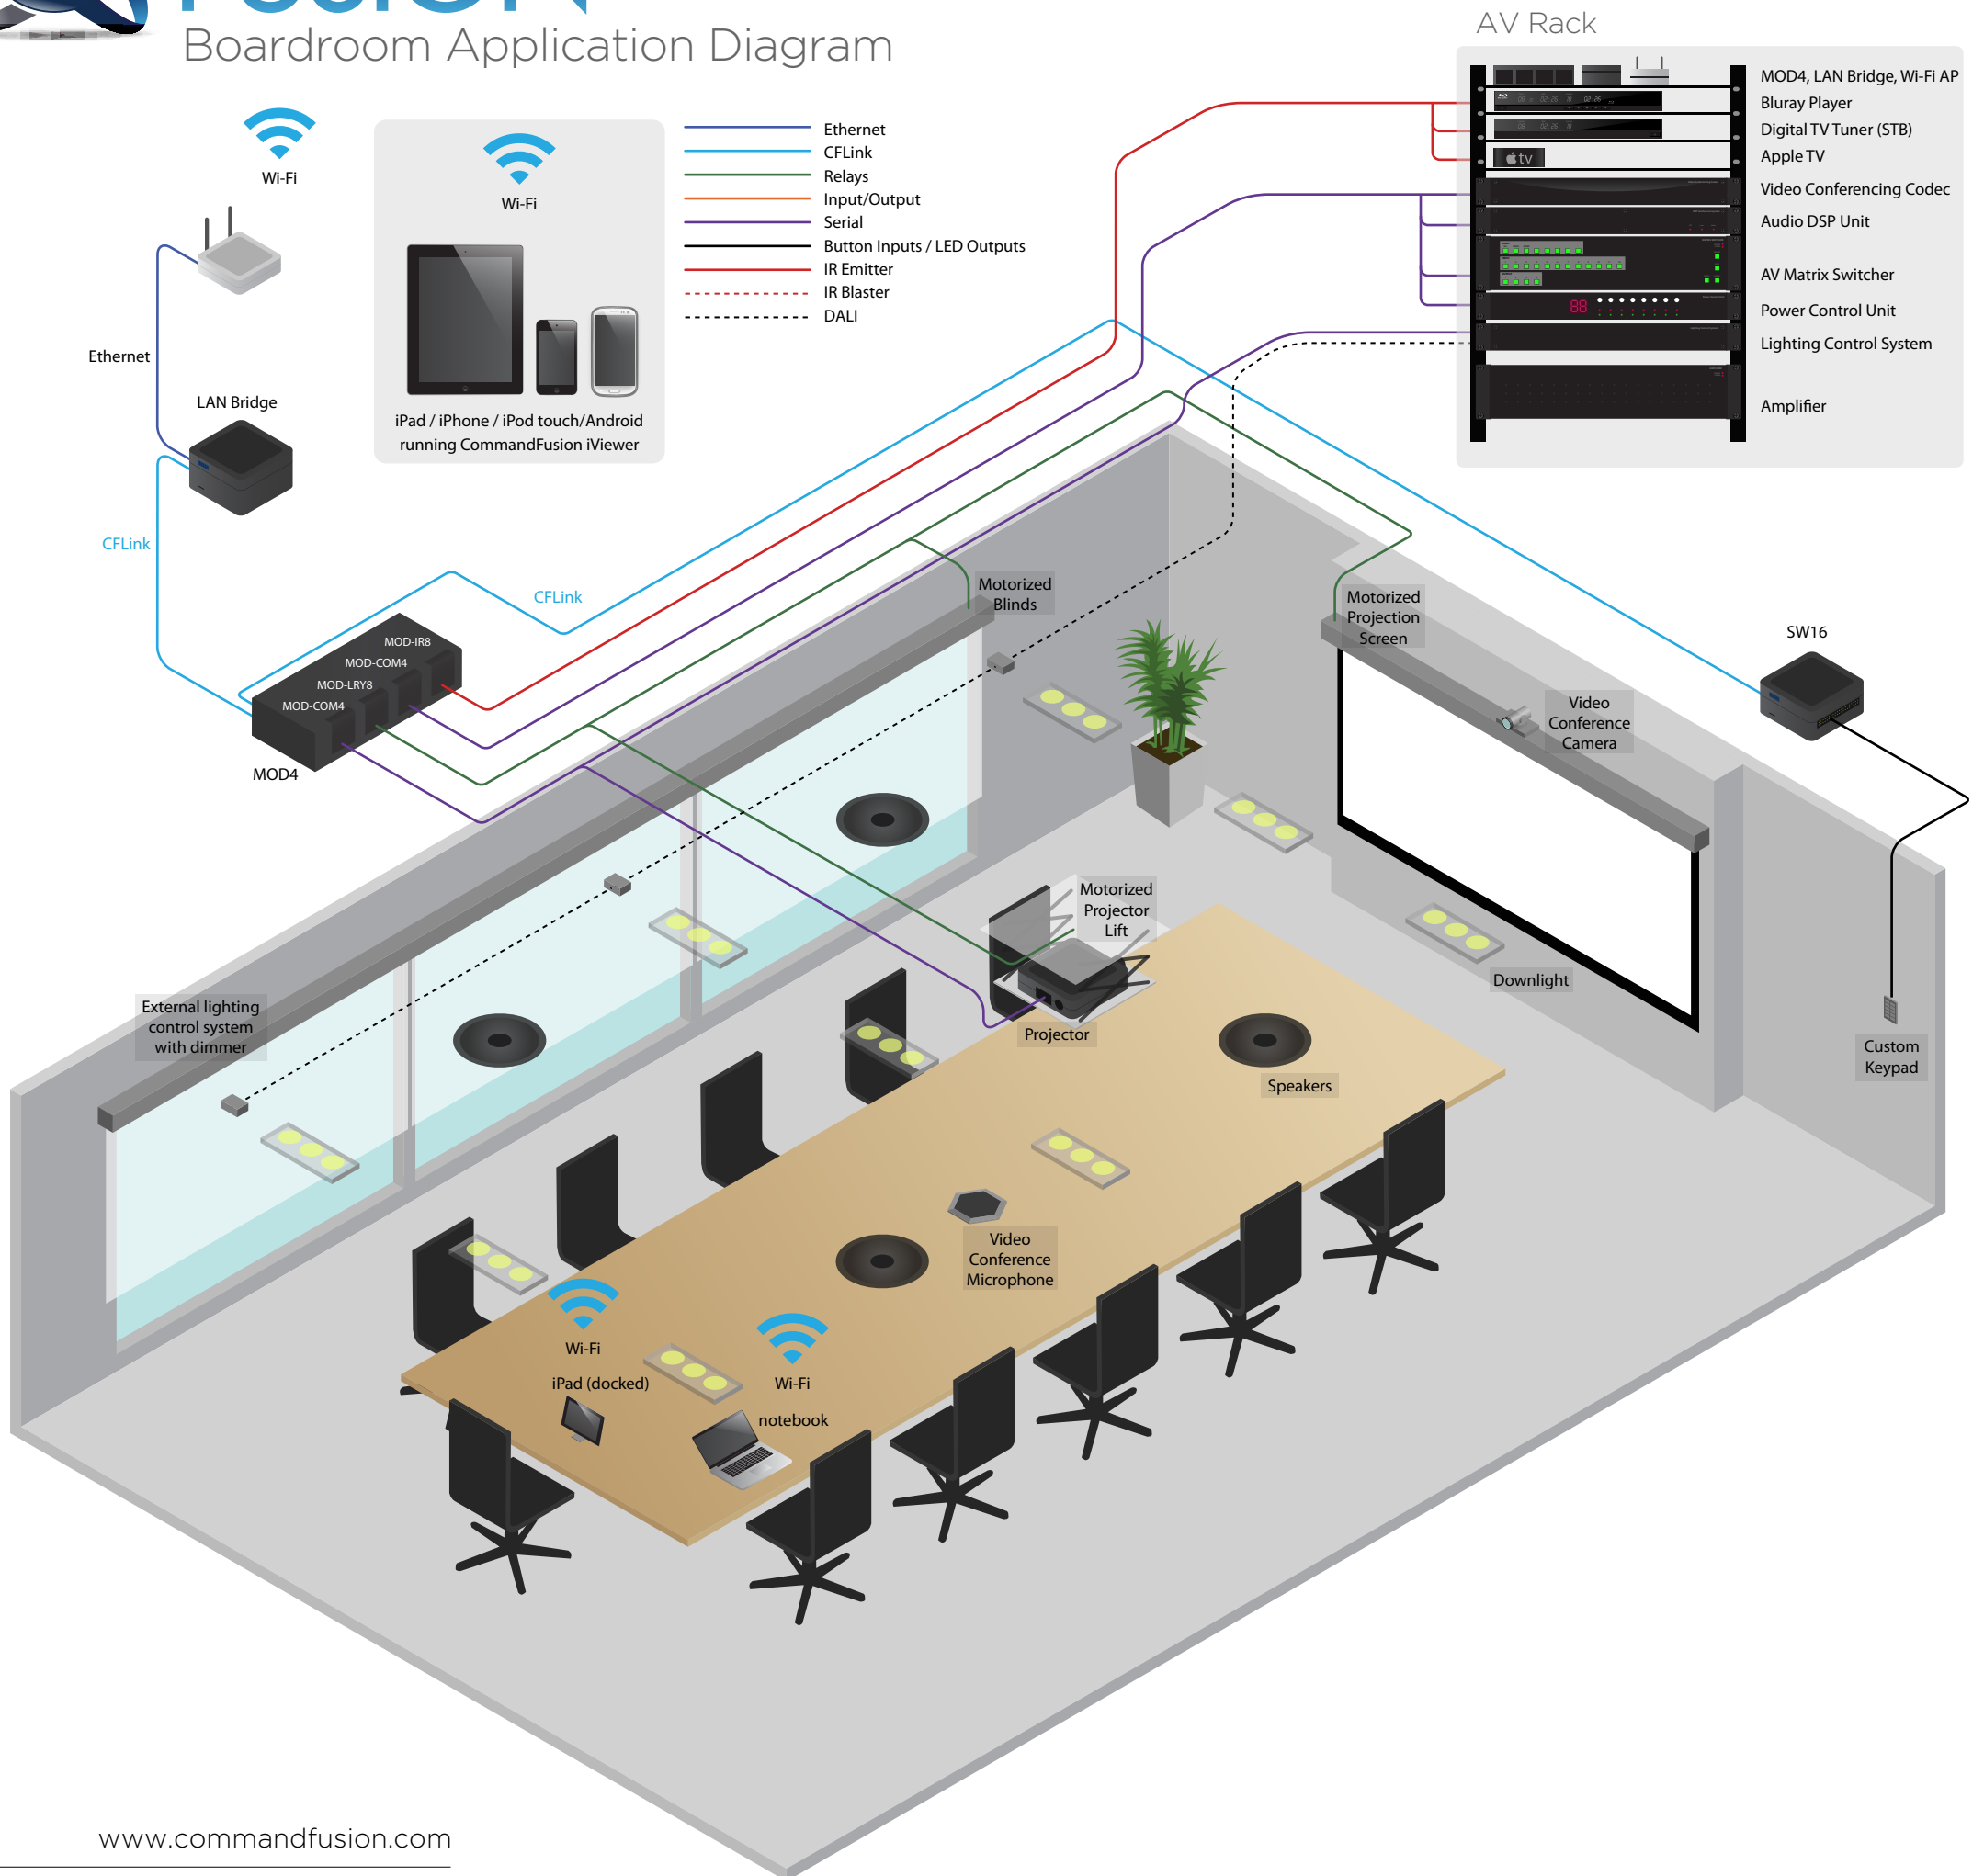 FUSION
Boardroom Application Diagram
AV Rack
MOD4, LAN Bridge, Wi-Fi AP
Bluray Player
Digital TV Tuner (STB)
Apple TV
Video Conferencing Codec
Audio DSP Unit
AV Matrix Switcher
Power Control Unit
Lighting Control System
Amplifier
tv
88
Wi-Fi
Wi-Fi
iPad / iPhone / iPod touch/Android
running CommandFusion iViewer
Ethernet
CFLink
Relays
Input/Output
Serial
Button Inputs / LED Outputs
IR Emitter
IR Blaster
DALI
Ethernet
LAN Bridge
CFLink
CFLink
MOD-IR8
MOD-COM4
MOD-LRY8
MOD-COM4
MOD4
Motorized
Blinds
Motorized
Projection
Screen
SW16
Video
Conference
Camera
Motorized
Projector
Lift
Projector
Downlight
External lighting
control system
with dimmer
Custom
Keypad
Speakers
Video
Conference
Microphone
Wi-Fi
iPad (docked)
Wi-Fi
notebook
www.commandfusion.com